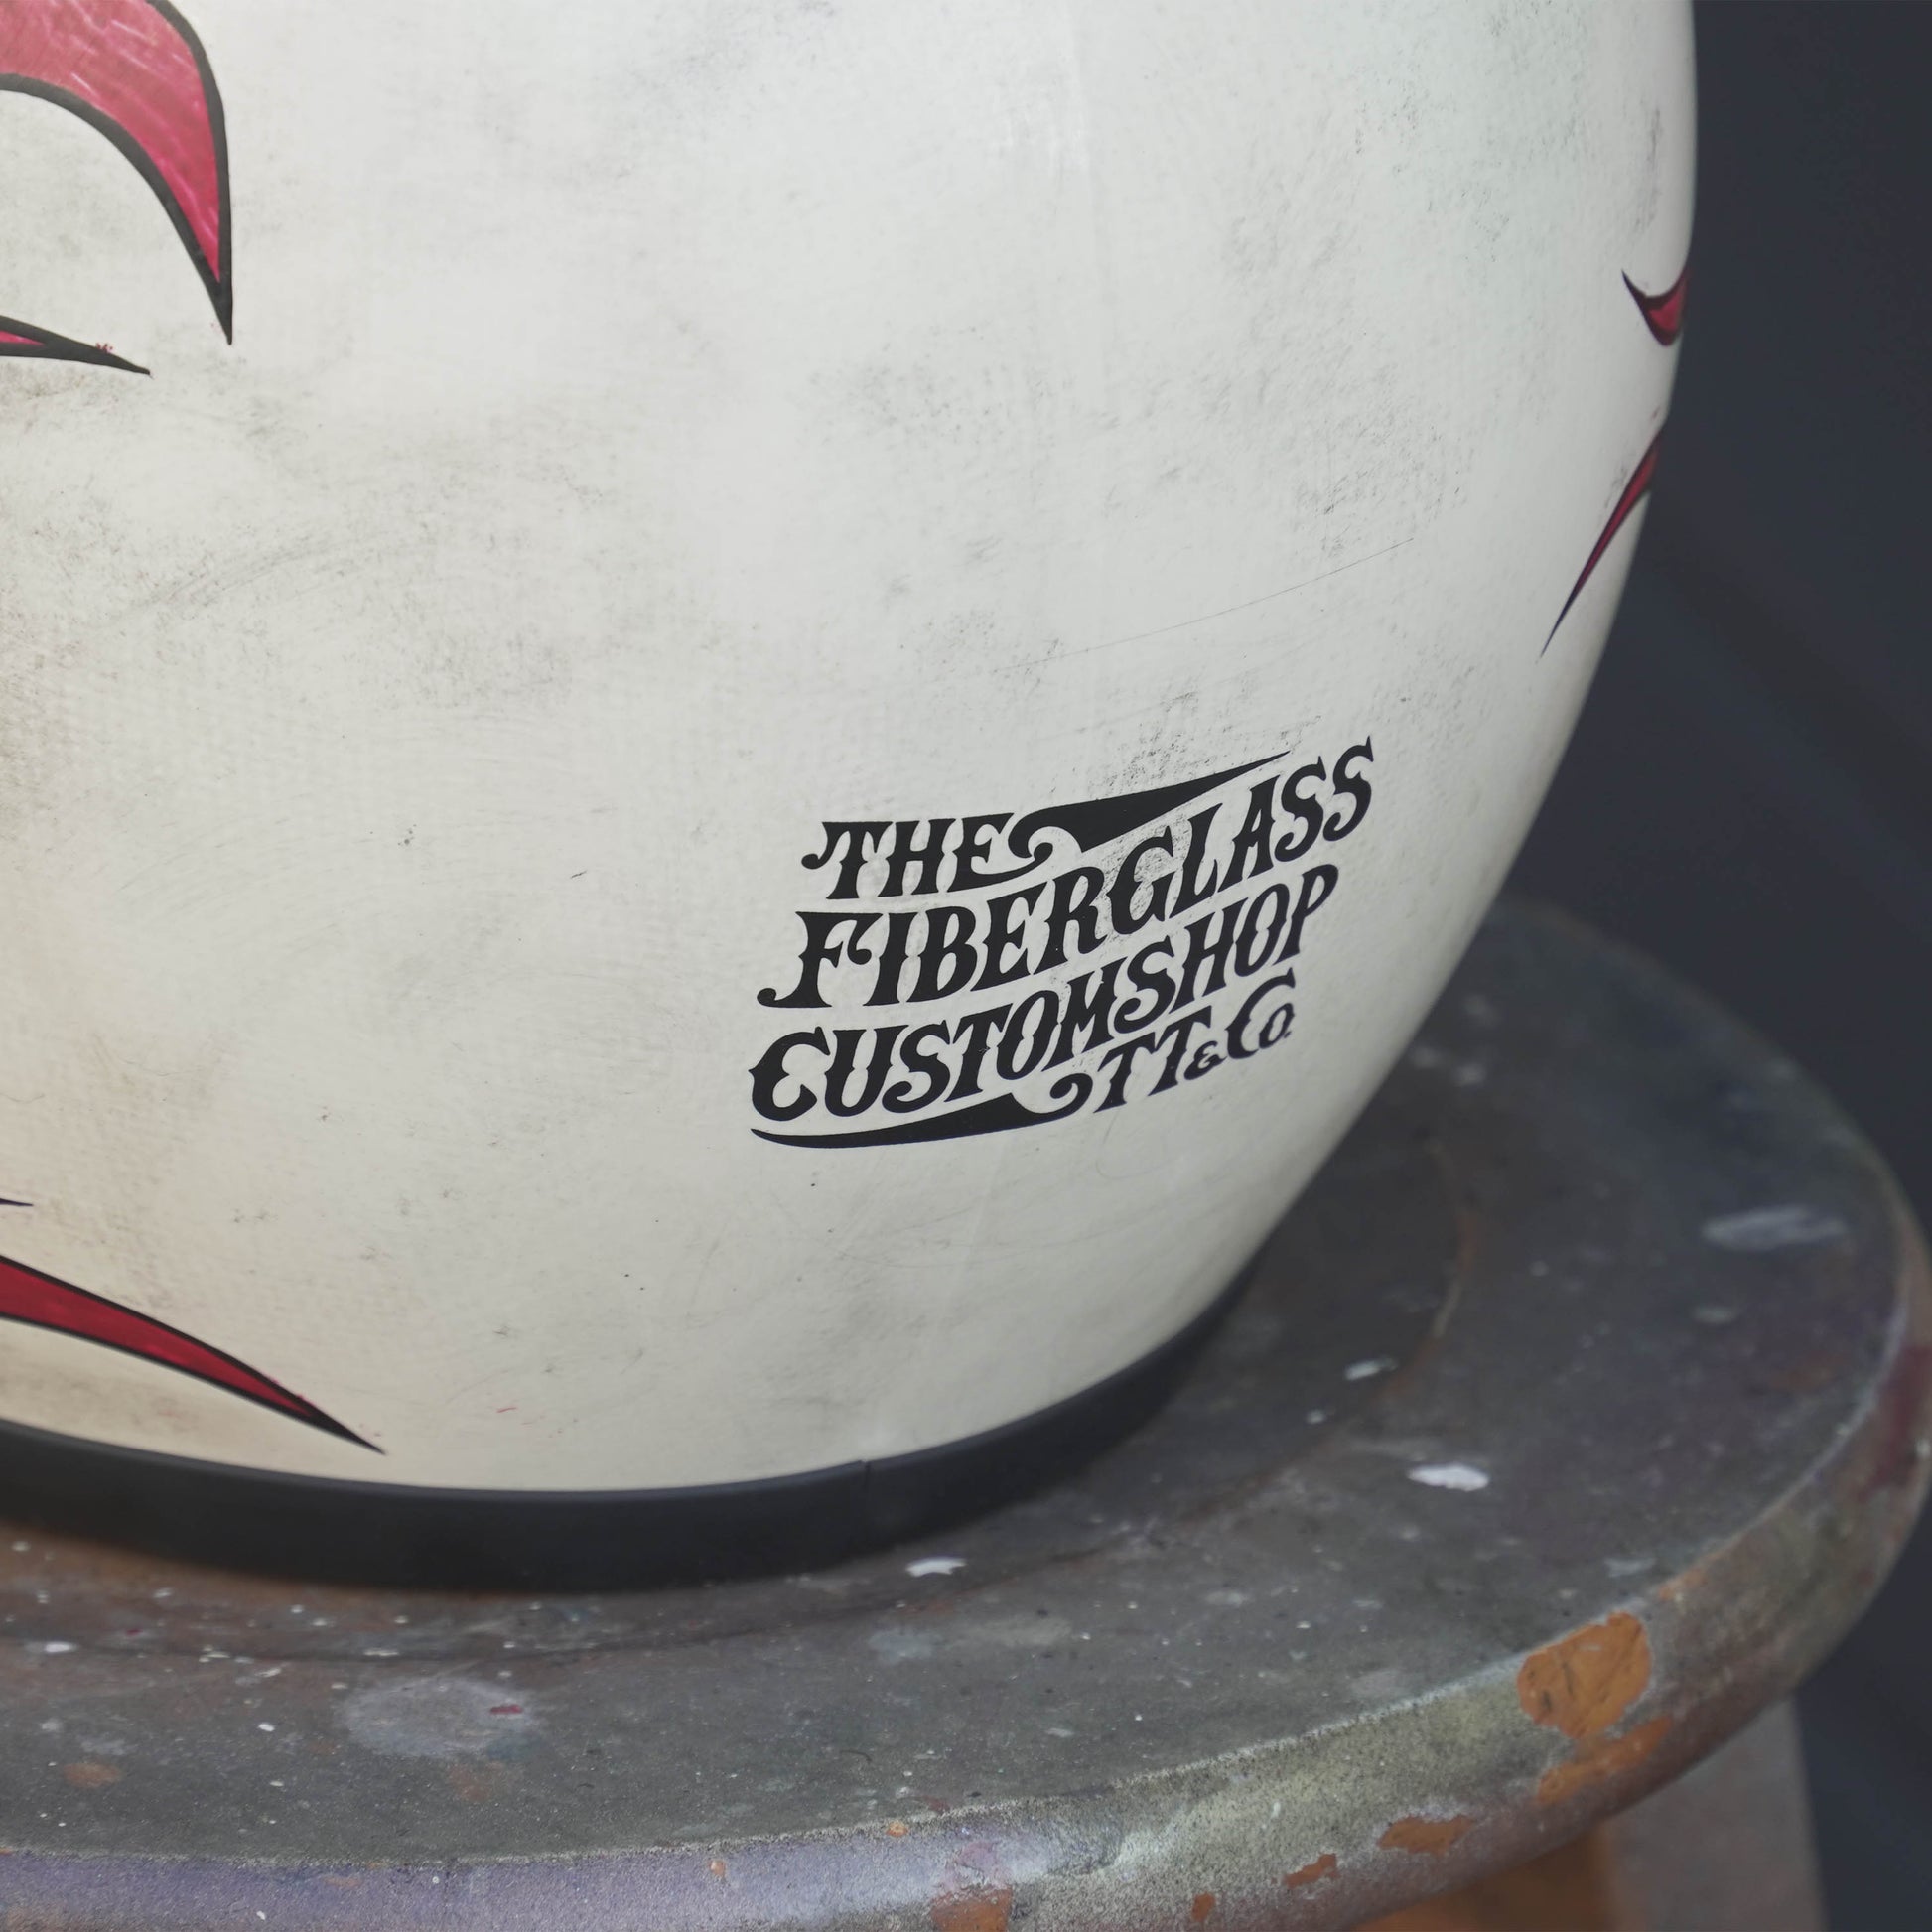 THE
FIBERGLASS
CUSTOMSHOP
TT&Co.